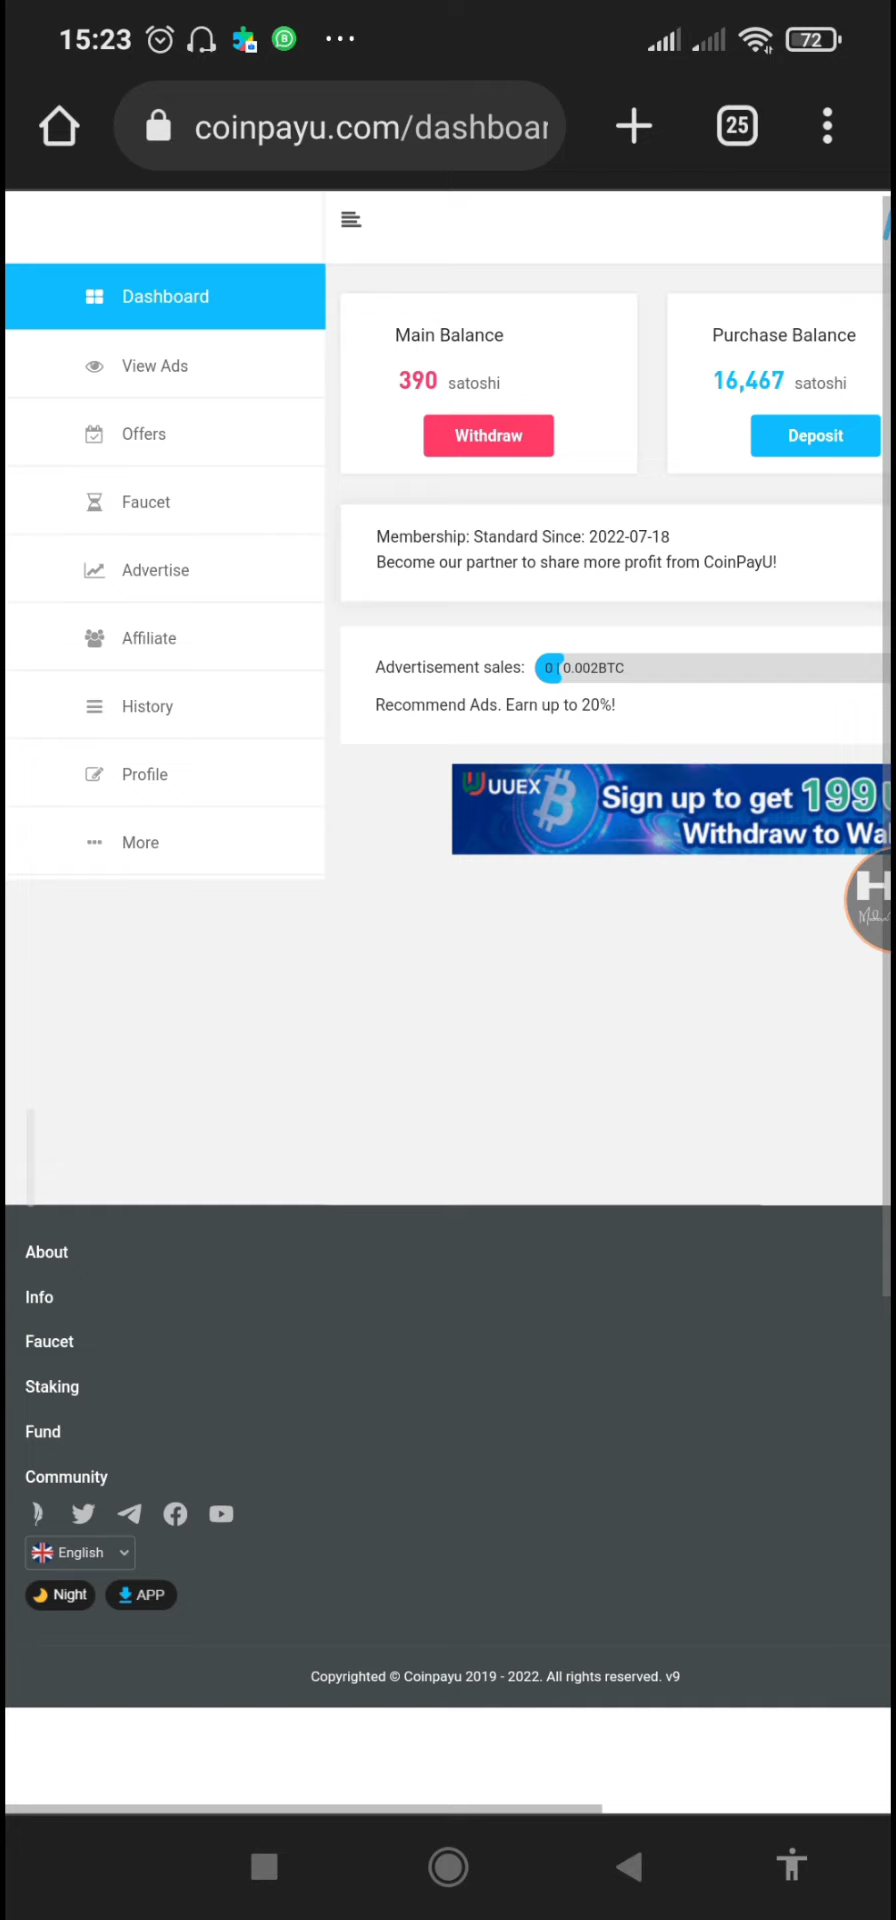 15:23
72
coinpayu.com/dashboar
25
Dashboard
View Ads
Offers
Faucet
Advertise
Affiliate
History
Profile
More
Main Balance
390 satoshi
Withdraw
Purchase Balance
16,467 satoshi
Deposit
Membership: Standard Since: 2022-07-18
Become our partner to share more profit from CoinPayU!
Advertisement sales: 0 | 0.002BTC
Recommend Ads. Earn up to 20%!
UUEX
Sign up to get 199
Withdraw to Wa
H
About
Info
Faucet
Staking
Fund
Community
English
Night
APP
Copyrighted © Coinpayu 2019 - 2022. All rights reserved. v9